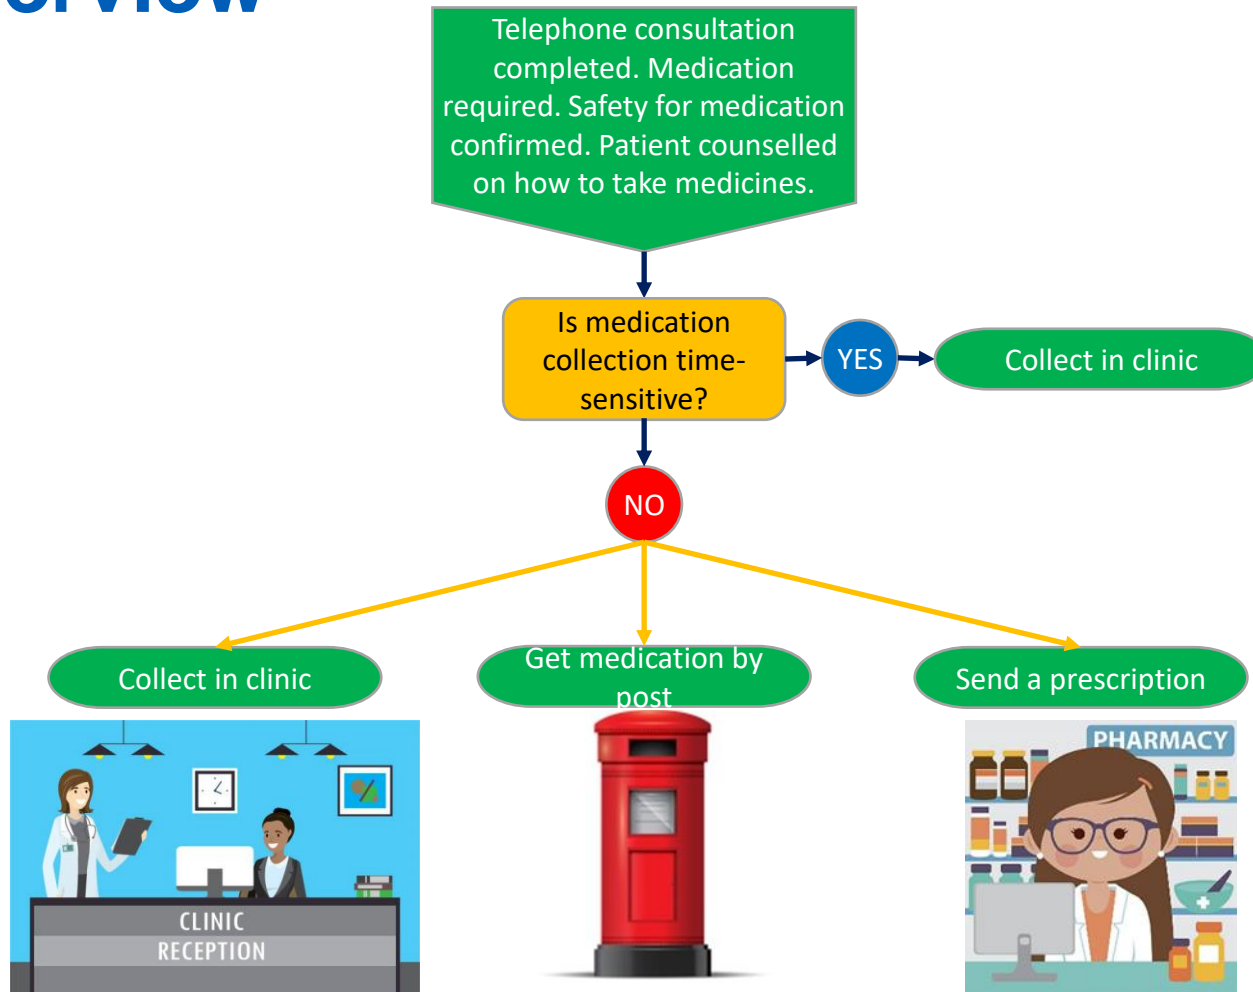 Telephone consultation
completed. Medication
required. Safety for medication
confirmed. Patient counselled
on how to take medicines.
Is medication
collection time-
sensitive?
YES
Collect in clinic
NO
Collect in clinic
Get medication by
post
Send a prescription
CLINIC
RECEPTION
PHARMACY